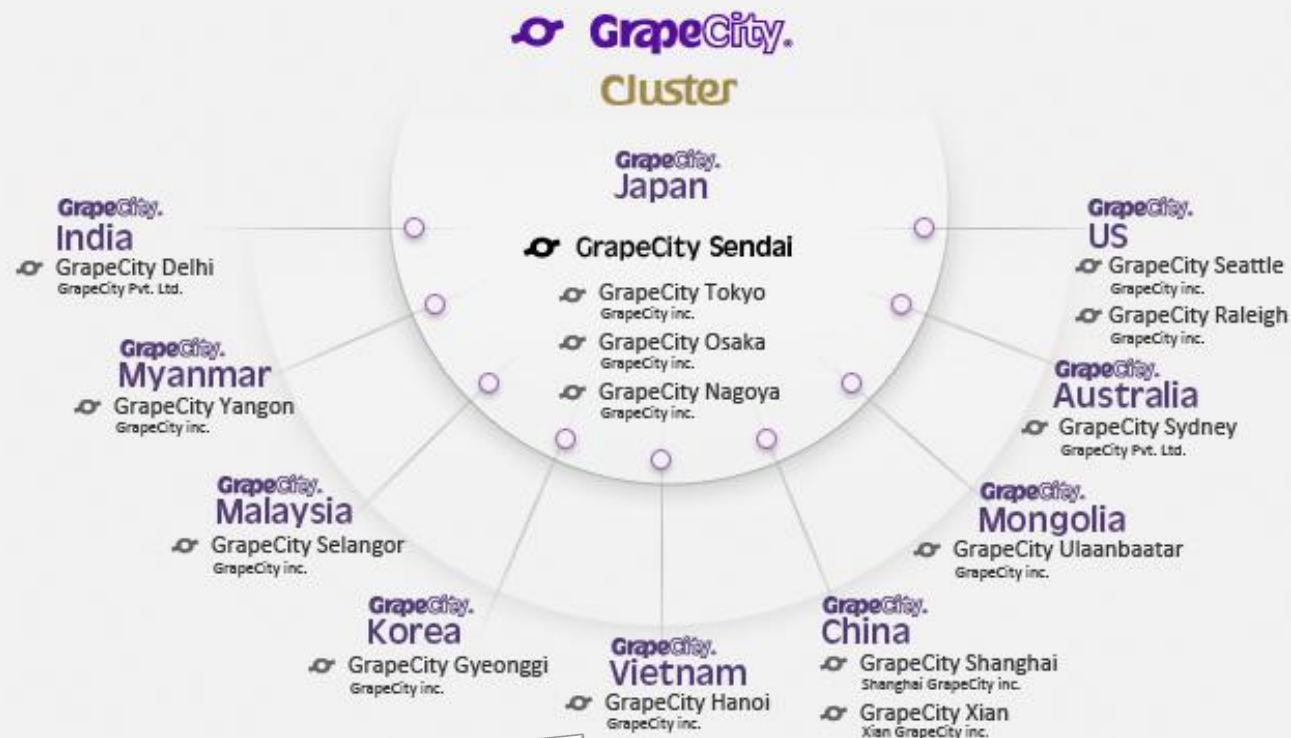 GrapeCity.
Cluster
GrapeCity.
Japan
GrapeCity Sendai
GrapeCity Tokyo
GrapeCity inc.
GrapeCity Osaka
GrapeCity inc.
GrapeCity Nagoya
GrapeCity inc.
GrapeCity.
India
GrapeCity Delhi
GrapeCity Pvt. Ltd.
GrapeCity.
Myanmar
GrapeCity Yangon
GrapeCity inc.
GrapeCity.
Malaysia
GrapeCity Selangor
GrapeCity inc.
GrapeCity.
Korea
GrapeCity Gyeonggi
GrapeCity inc.
GrapeCity.
Vietnam
GrapeCity Hanoi
GrapeCity inc.
GrapeCity.
China
GrapeCity Shanghai
Shanghai GrapeCity inc.
GrapeCity Xian
Xian GrapeCity inc.
GrapeCity.
Mongolia
GrapeCity Ulaanbaatar
GrapeCity inc.
GrapeCity.
Australia
GrapeCity Sydney
GrapeCity Pvt. Ltd.
GrapeCity.
US
GrapeCity Seattle
GrapeCity inc.
GrapeCity Raleigh
GrapeCity inc.